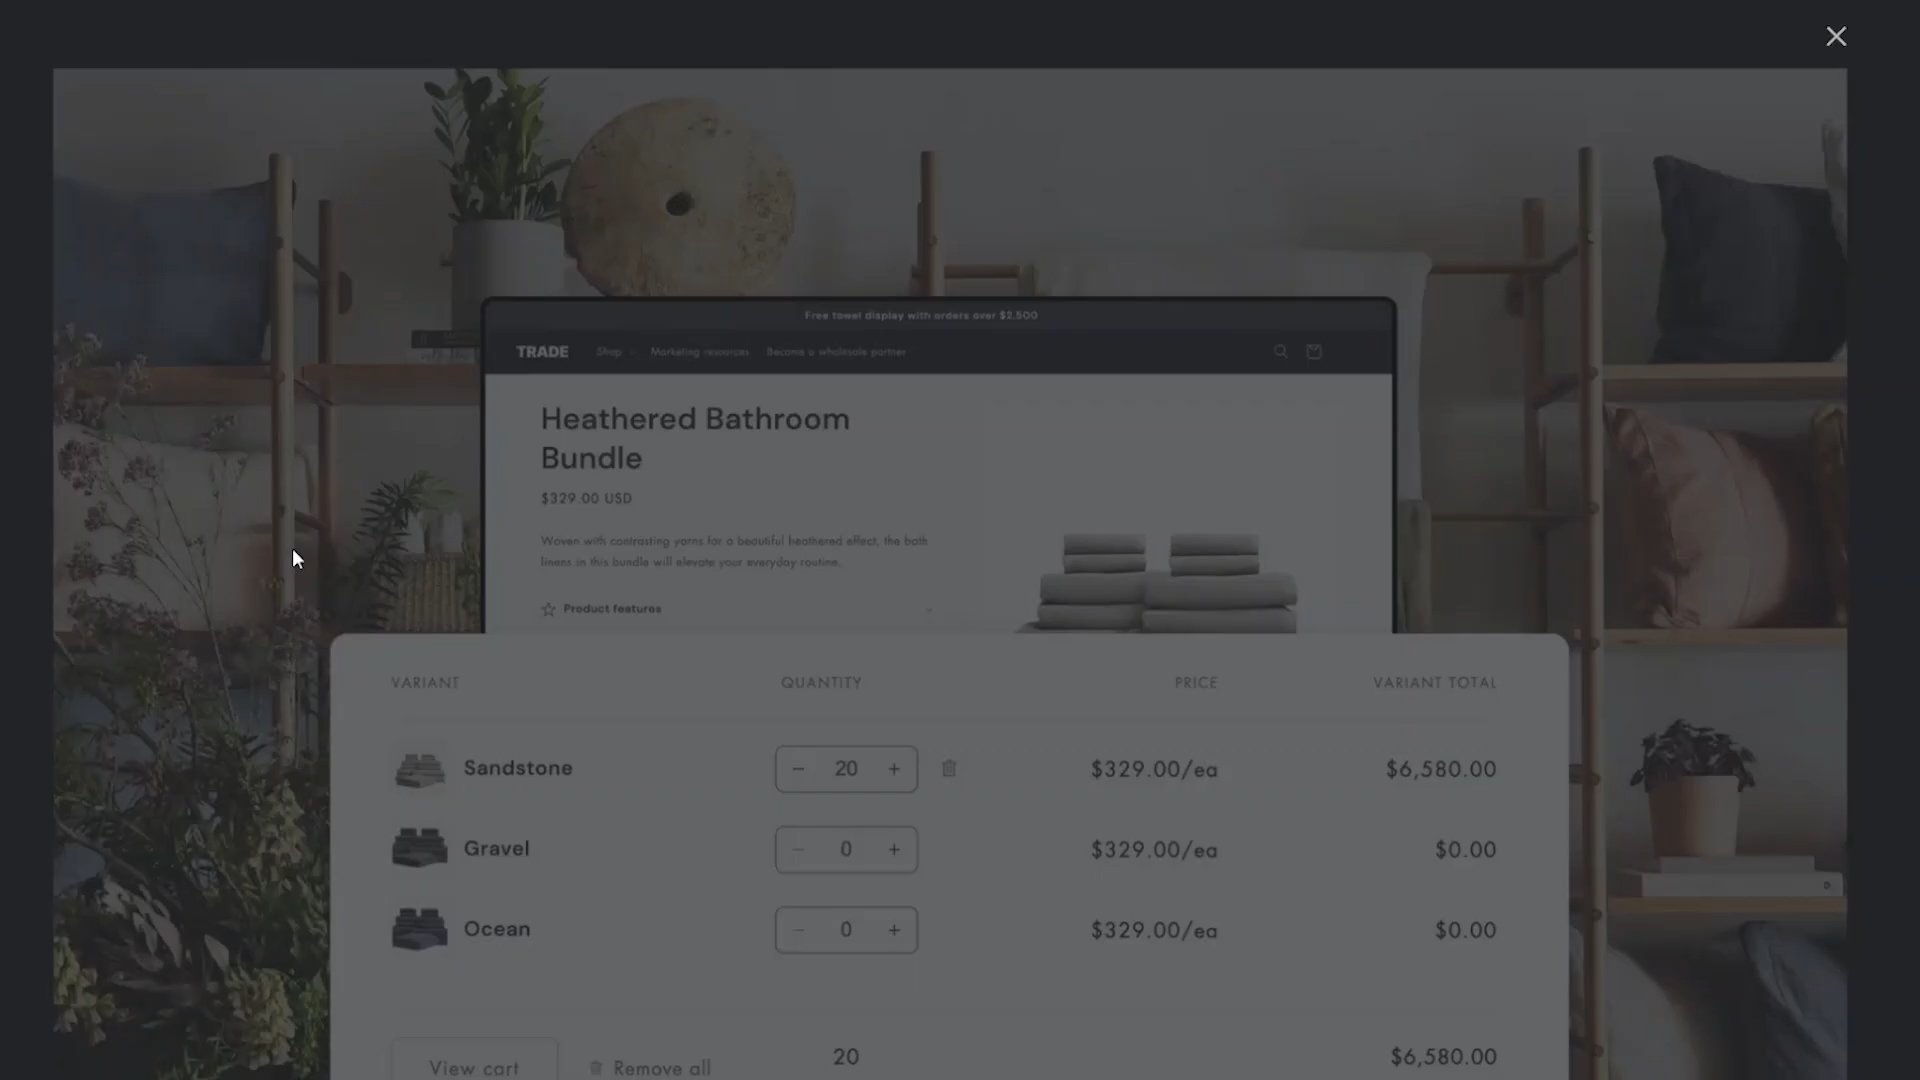 Free towel display with orders over $2,500
TRADE Shop Marketing resources Become a wholesale partner
Heathered Bathroom
Bundle
$329.00 USD
Woven with contrasting yarns for a beautiful heathered effect, the bath
linens in this bundle will elevate your everyday routine.
Product features
VARIANT QUANTITY PRICE VARIANT TOTAL
Sandstone − 20 + $329.00/ea $6,580.00
Gravel − 0 + $329.00/ea $0.00
Ocean − 0 + $329.00/ea $0.00
View cart Remove all 20 $6,580.00